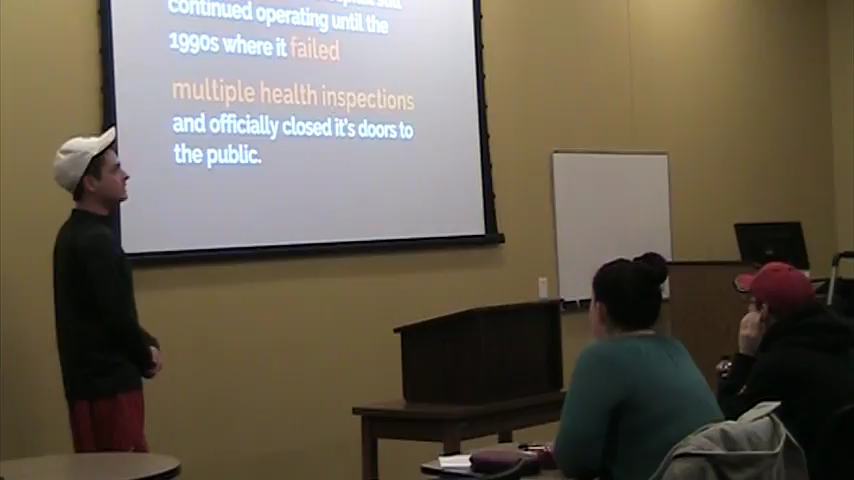 continued operating until the
1990s where it failed
multiple health inspections
and officially closed it's doors to
the public.